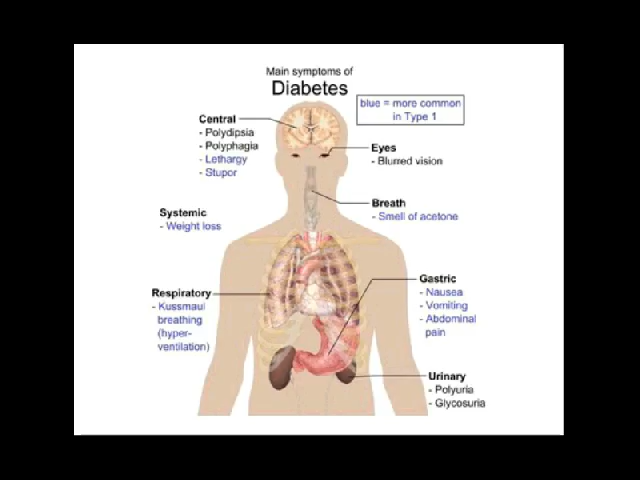 Main symptoms of
Diabetes
blue = more common
in Type 1
Central
- Polydipsia
- Polyphagia
- Lethargy
- Stupor
Eyes
- Blurred vision
Breath
- Smell of acetone
Systemic
- Weight loss
Respiratory
- Kussmaul
breathing
(hyper-
ventilation)
Gastric
- Nausea
- Vomiting
- Abdominal
pain
Urinary
- Polyuria
- Glycosuria